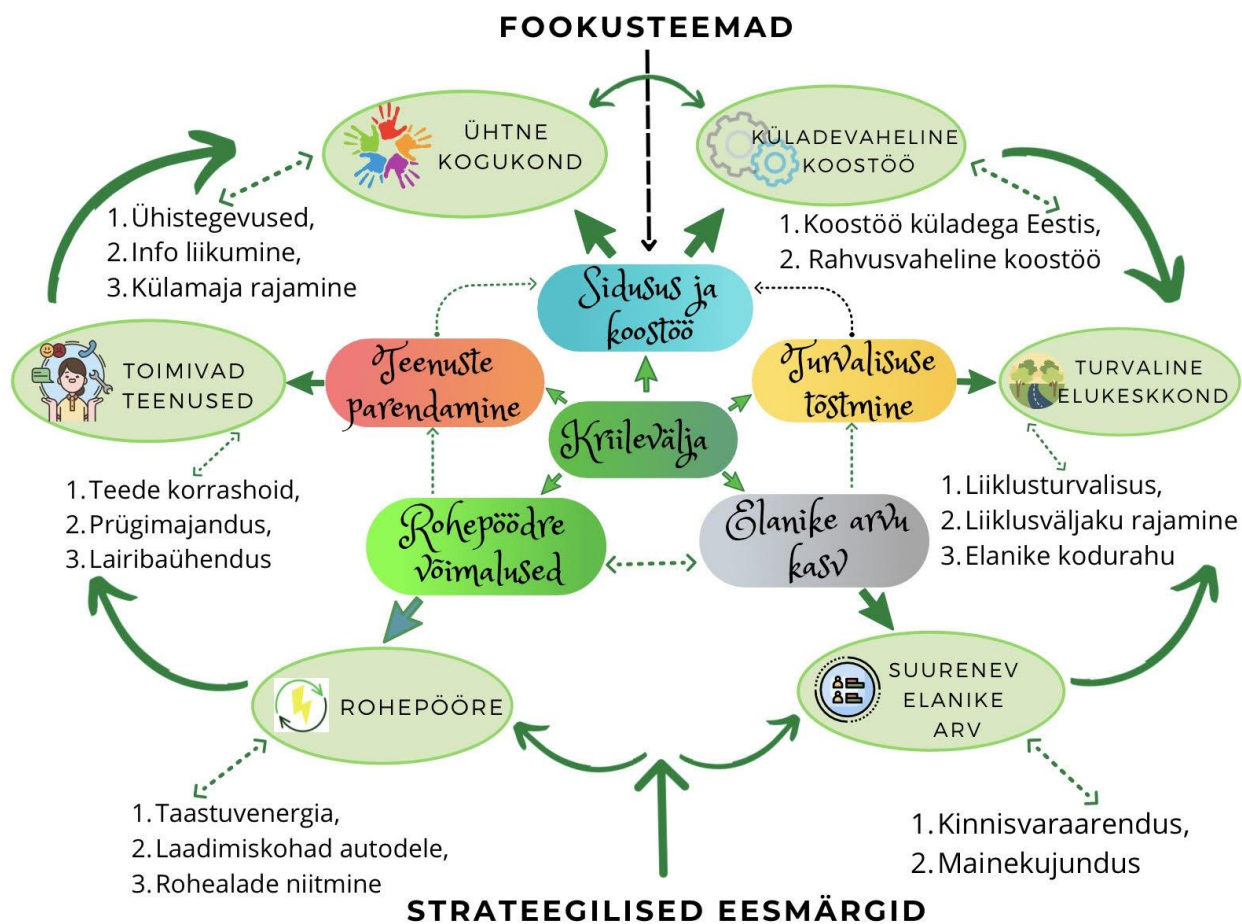 FOOKUSTEEMAD
ÜHTNE
KOGUKOND
KÜLADEVAHELINE
KOOSTÖÖ
1. Ühistegevused,
2. Info liikumine,
3. Külamaja rajamine
1. Koostöö küladega Eestis,
2. Rahvusvaheline koostöö
Sidusus ja
koostöö
TOIMIVAD
TEENUSED
Teenuste
parendamine
Turvalisuse
tõstmine
TURVALINE
ELUKESKKOND
Kriilevälja
1. Teede korrashoid,
2. Prügimajandus,
3. Lairibaühendus
Rohepöödre
võimalused
Elanike arvu
kasv
1. Liiklusturvalisus,
2. Liiklusväljaku rajamine
3. Elanike kodurahu
ROHEPÖÖRE
SUURENEV
ELANIKE
ARV
1. Taastuvenergia,
2. Laadimiskohad autodele,
3. Rohealade niitmine
1. Kinnisvaraarendus,
2. Mainekujundus
STRATEEGILISED EESMÄRGID